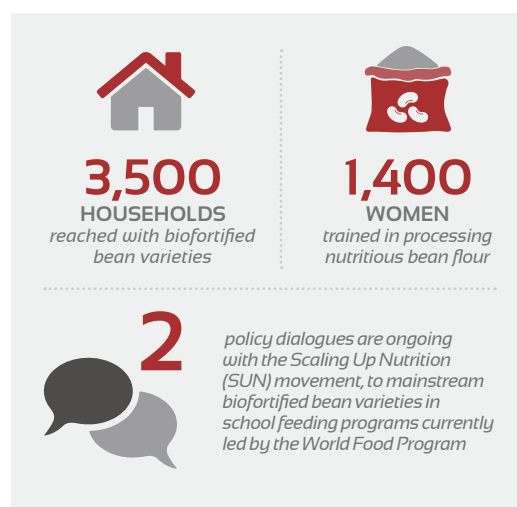 3,500
HOUSEHOLDS
reached with biofortified
bean varieties
1,400
WOMEN
trained in processing
nutritious bean flour
2
policy dialogues are ongoing
with the Scaling Up Nutrition
(SUN) movement, to mainstream
biofortified bean varieties in
school feeding programs currently
led by the World Food Program